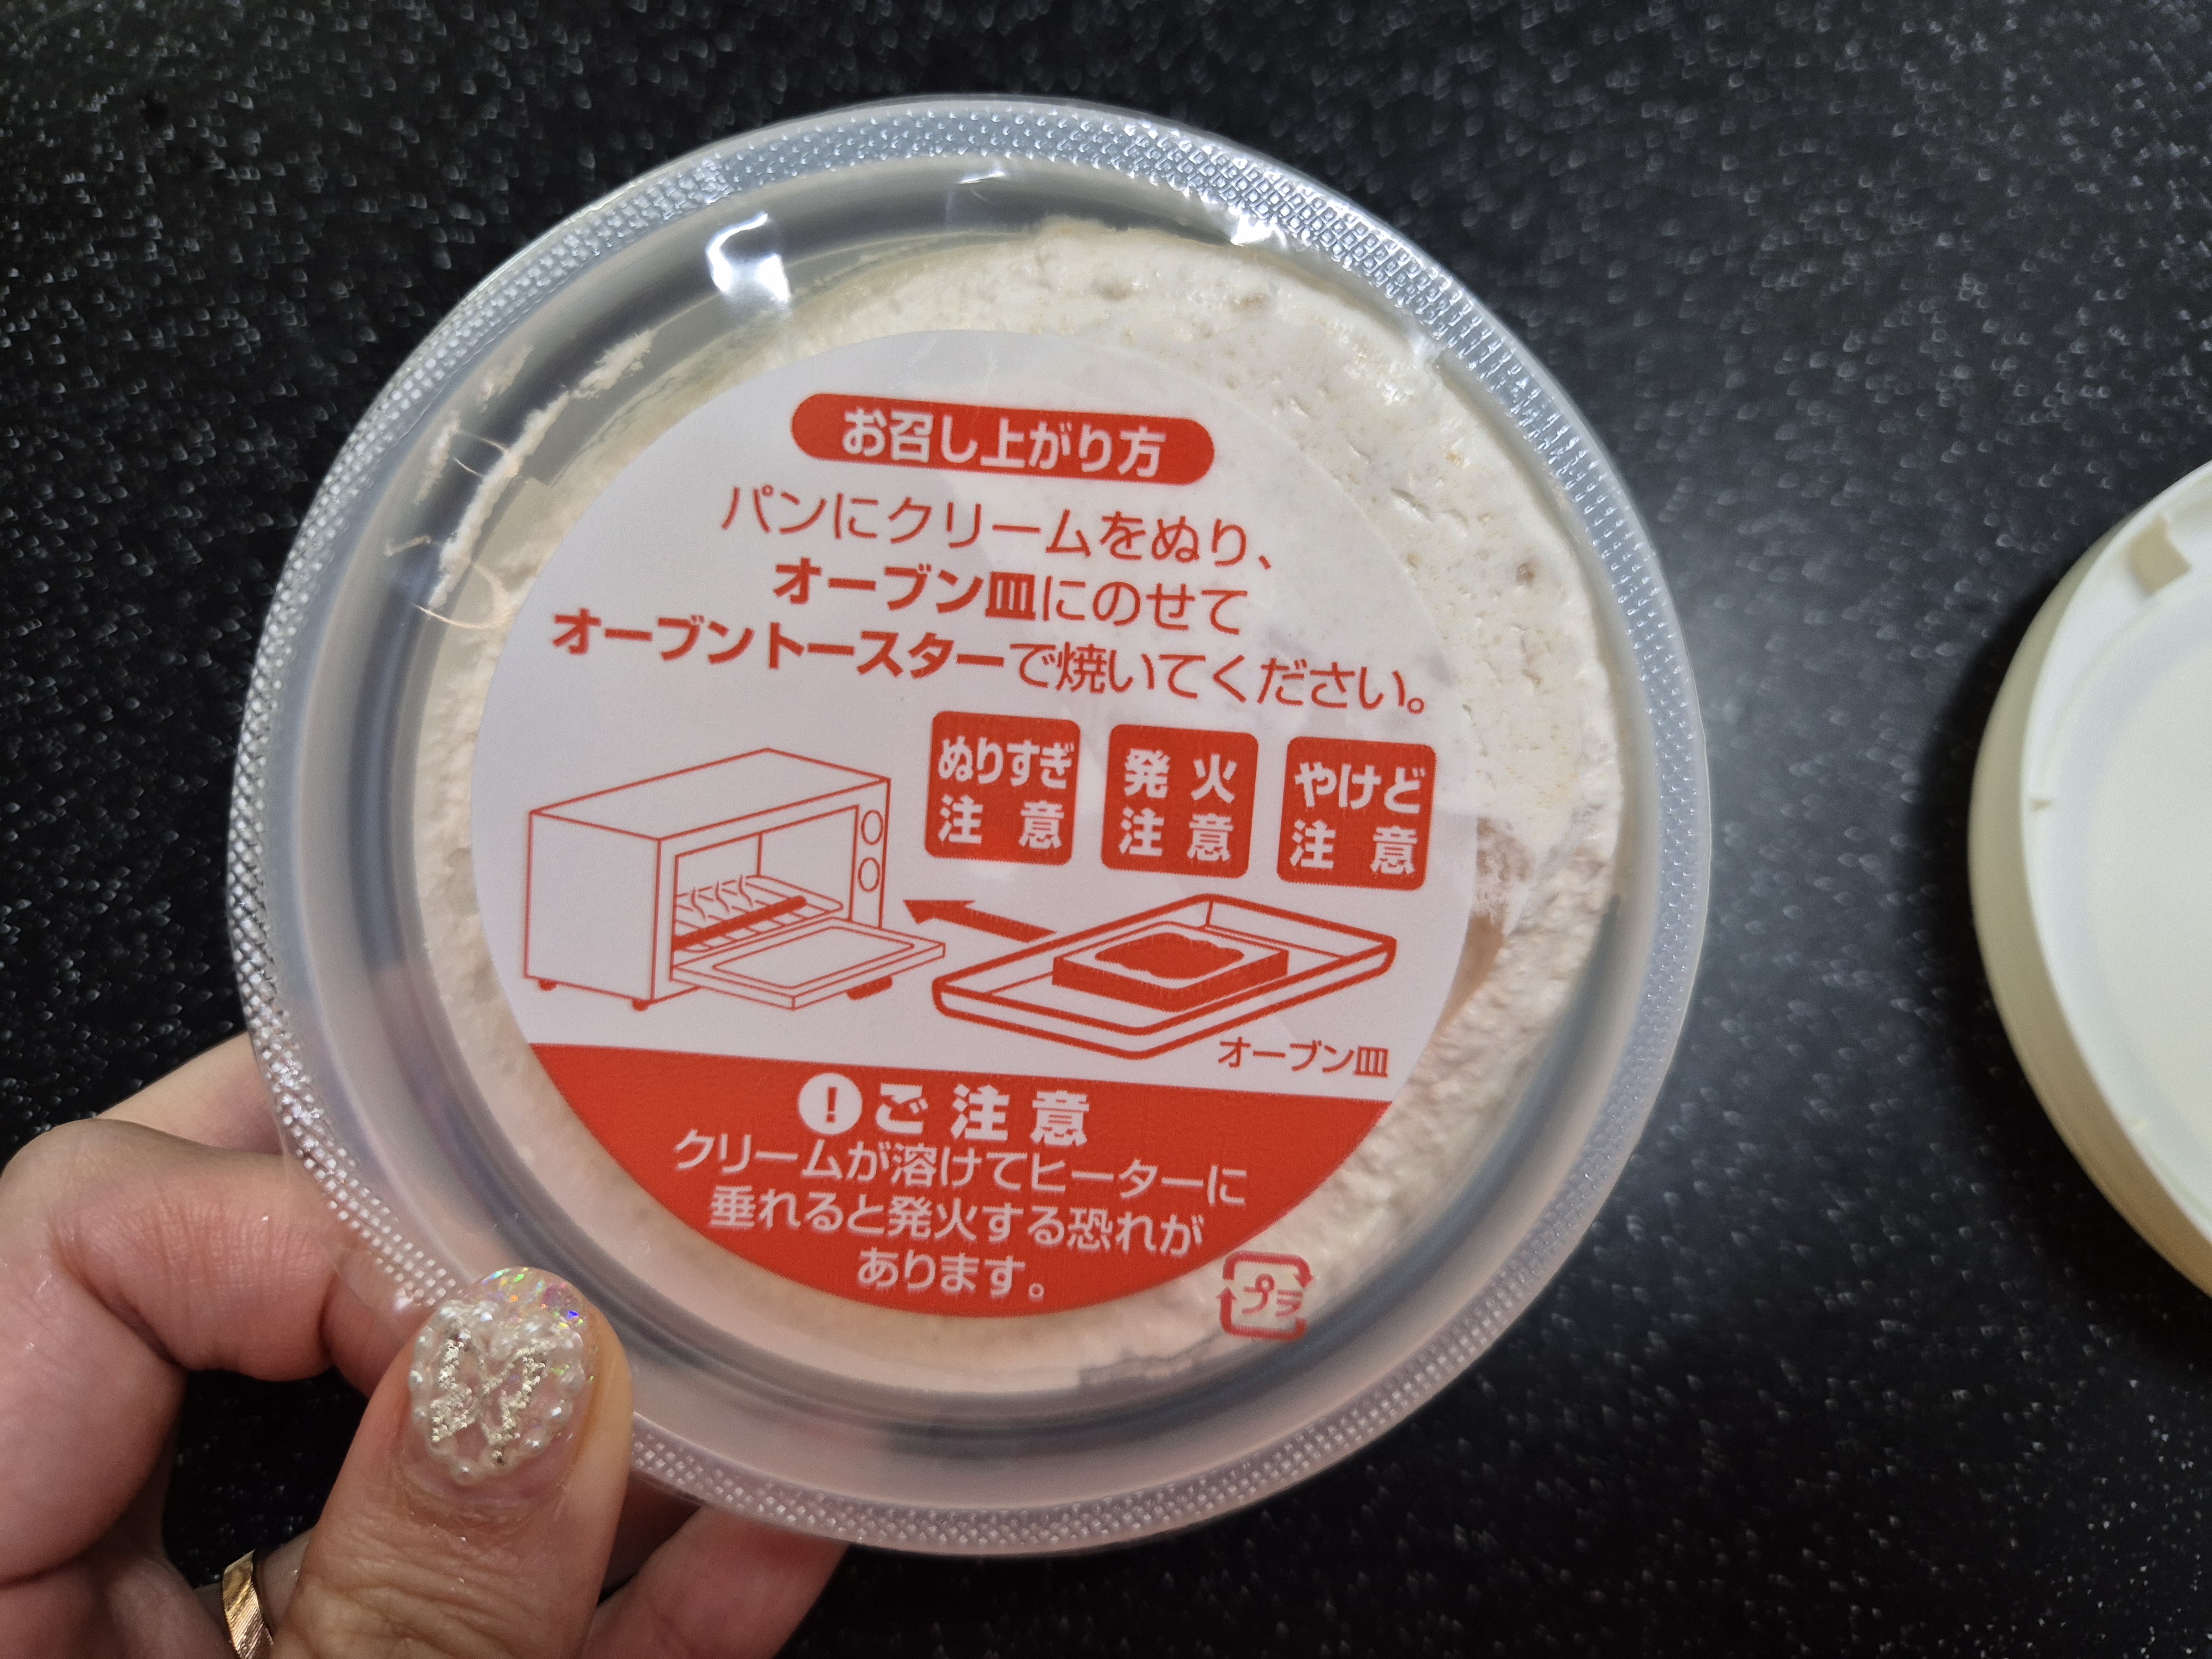 お召し上がり方
パンにクリームをぬり、
オーブン皿にのせて
オーブントースターで焼いてください。
ぬりすぎ
注意
発火
注意
やけど
注意
オーブン皿
!ご注意
クリームが溶けてヒーターに
垂れると発火する恐れが
あります。
プラ